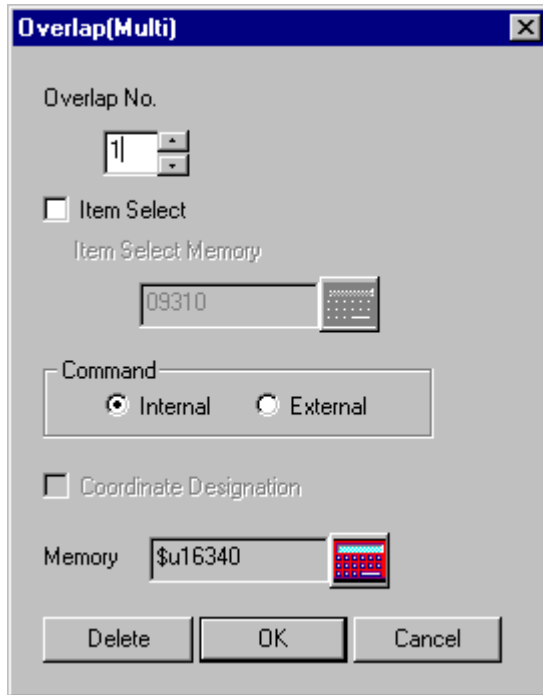 Overlap(Multi)
Overlap No.
1
Item Select
Item Select Memory
09310
Command
Internal External
Coordinate Designation
Memory $u16340
Delete OK Cancel